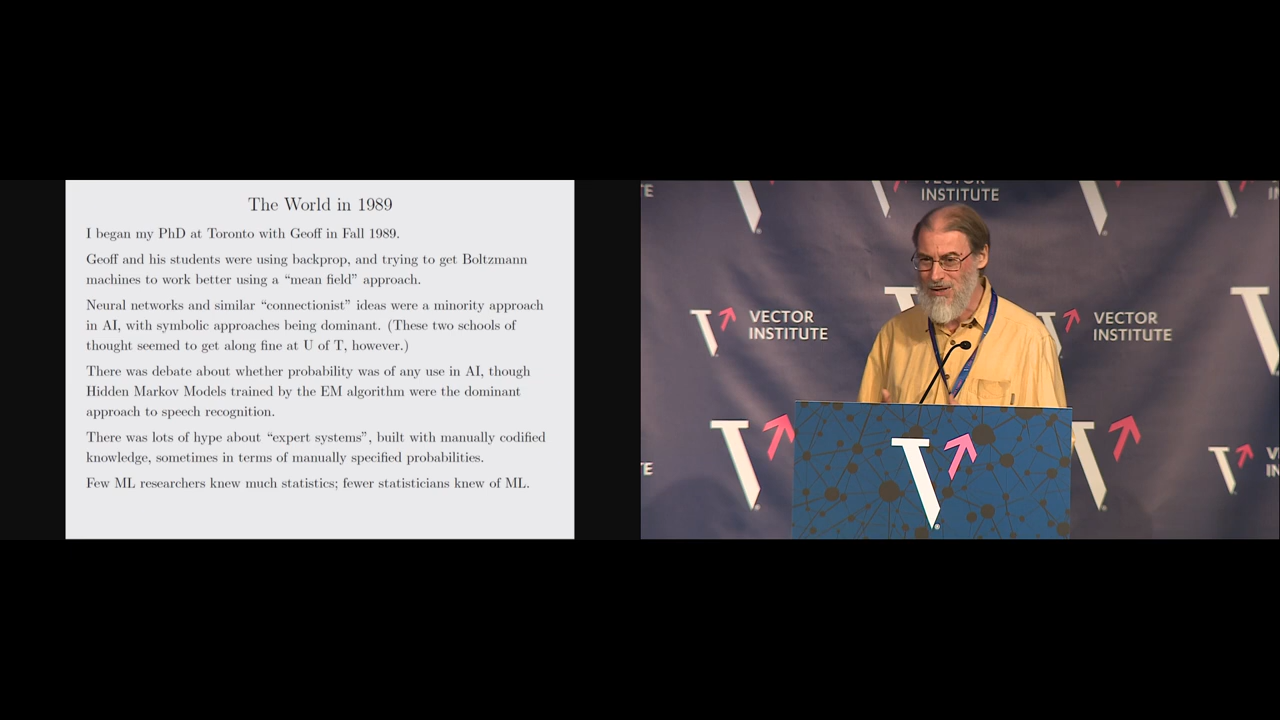 The World in 1989
I began my PhD at Toronto with Geoff in Fall 1989.
Geoff and his students were using backprop, and trying to get Boltzmann
machines to work better using a “mean field” approach.
Neural networks and similar “connectionist” ideas were a minority approach
in AI, with symbolic approaches being dominant. (These two schools of
thought seemed to get along fine at U of T, however.)
There was debate about whether probability was of any use in AI, though
Hidden Markov Models trained by the EM algorithm were the dominant
approach to speech recognition.
There was lots of hype about “expert systems”, built with manually codified
knowledge, sometimes in terms of manually specified probabilities.
Few ML researchers knew much statistics; fewer statisticians knew of ML.
VECTOR
INSTITUTE
VECTOR
INSTITUTE
VECTOR
INSTITUTE